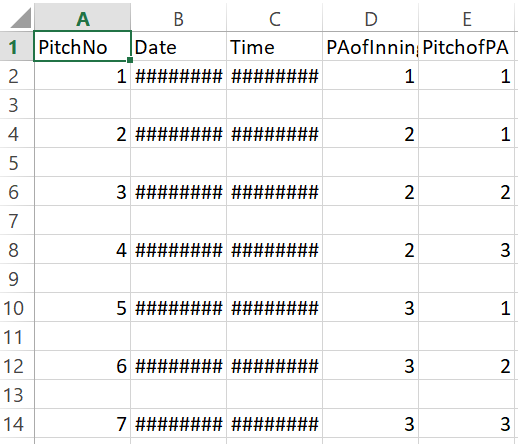 A B C D E
1 PitchNo Date Time PAofInning PitchofPA
2 1 ######## ######## 1 1
3
4 2 ######## ######## 2 1
5
6 3 ######## ######## 2 2
7
8 4 ######## ######## 2 3
9
10 5 ######## ######## 3 1
11
12 6 ######## ######## 3 2
13
14 7 ######## ######## 3 3